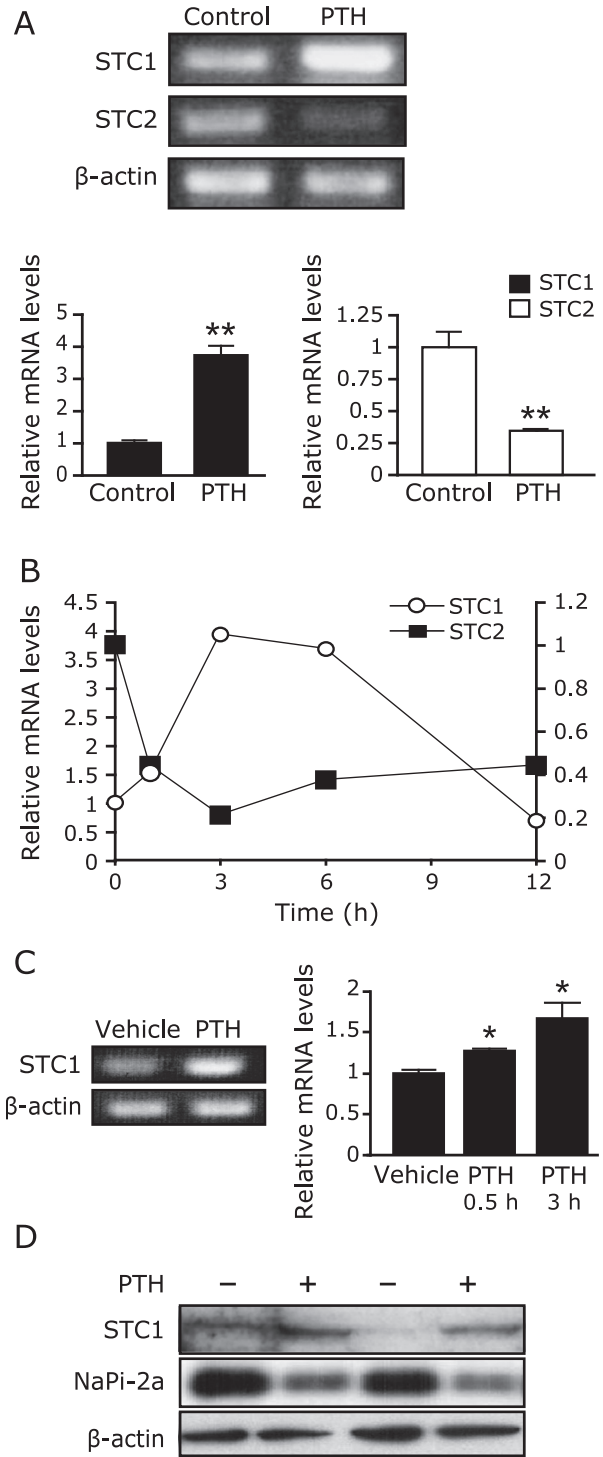 A
Control PTH
STC1
STC2
β-actin
STC1
STC2
Relative mRNA levels
5
4
3
2
1
0
**
Control PTH
Relative mRNA levels
1.25
1
0.75
0.5
0.25
0
**
Control PTH
B
Relative mRNA levels
4.5
4
3.5
3
2.5
2
1.5
1
0.5
0
STC1
STC2
1.2
1
0.8
0.6
0.4
0.2
0
0 3 6 9 12
Time (h)
C
Vehicle PTH
STC1
β-actin
Relative mRNA levels
2
1.5
1
0.5
0
*
*
Vehicle PTH PTH
0.5 h 3 h
D
PTH − + − +
STC1
NaPi-2a
β-actin